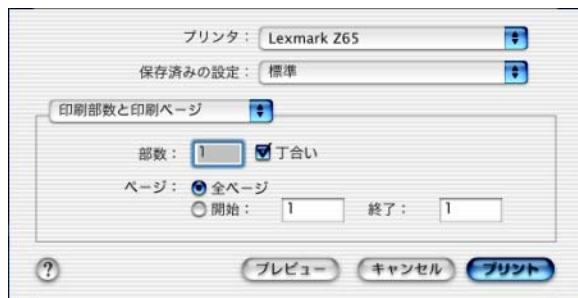 プリンタ： Lexmark Z65
保存済みの設定： 標準
印刷部数と印刷ページ
部数： 1 丁合い
ページ： 全ページ
開始： 1 終了： 1
? プレビュー キャンセル プリント